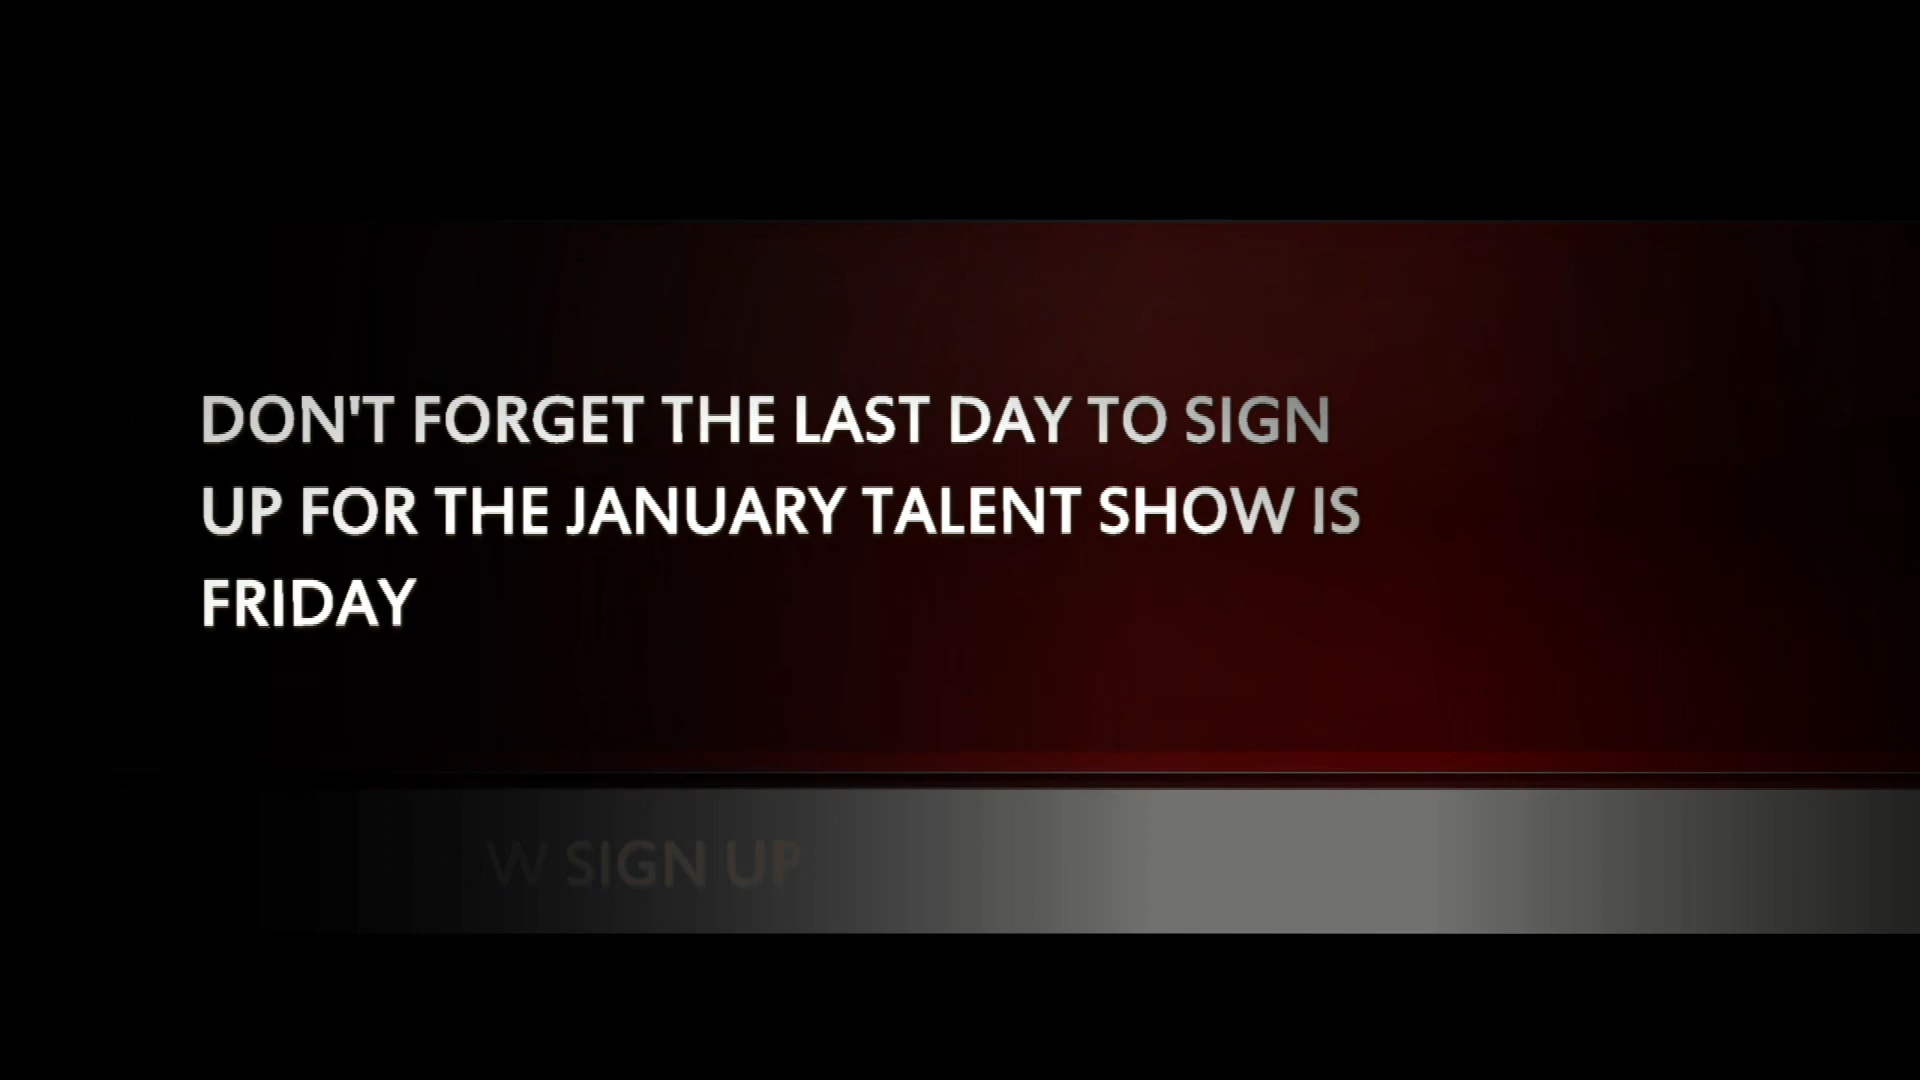 DON'T FORGET THE LAST DAY TO SIGN
UP FOR THE JANUARY TALENT SHOW IS
FRIDAY
SIGN UP